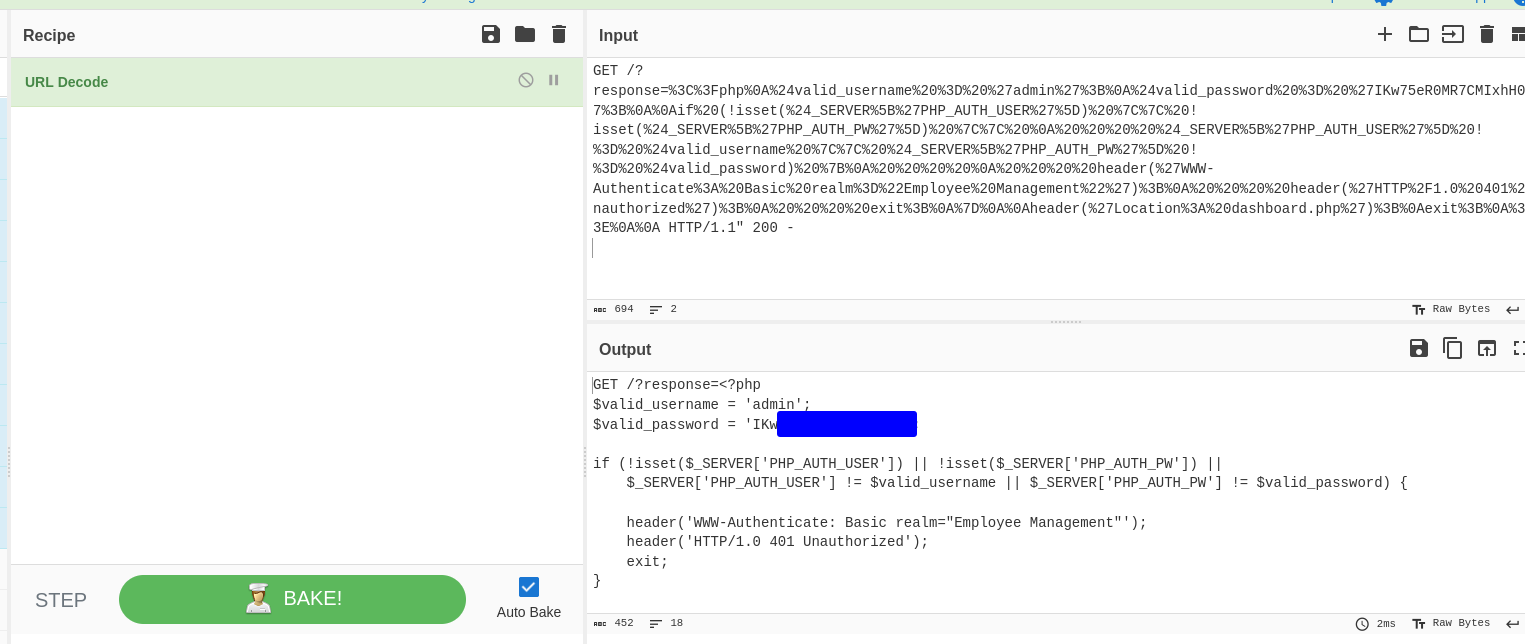 Recipe
URL Decode
STEP
BAKE!
Auto Bake
Input
GET /?
response=%3C%3Fphp%0A%24valid_username%20%3D%20%27admin%27%3B%0A%24valid_password%20%3D%20%27IKw75eR0MR7CMIxhH0
7%3B%0A%0Aif%20(!isset(%24_SERVER%5B%27PHP_AUTH_USER%27%5D)%20%7C%7C%20!
isset(%24_SERVER%5B%27PHP_AUTH_PW%27%5D)%20%7C%7C%20%0A%20%20%20%20%24_SERVER%5B%27PHP_AUTH_USER%27%5D%20!
%3D%20%24valid_username%20%7C%7C%20%24_SERVER%5B%27PHP_AUTH_PW%27%5D%20!
%3D%20%24valid_password)%20%7B%0A%20%20%20%20%0A%20%20%20%20header(%27WWW-
Authenticate%3A%20Basic%20realm%3D%22Employee%20Management%22%27)%3B%0A%20%20%20%20header(%27HTTP%2F1.0%20401%2
nauthorized%27)%3B%0A%20%20%20%20exit%3B%0A%7D%0A%0Aheader(%27Location%3A%20dashboard.php%27)%3B%0Aexit%3B%0A%3
3E%0A%0A HTTP/1.1" 200 -
694 2
Raw Bytes
Output
GET /?response=<?php
$valid_username = 'admin';
$valid_password = 'IKw
if (!isset($_SERVER['PHP_AUTH_USER']) || !isset($_SERVER['PHP_AUTH_PW']) ||
$_SERVER['PHP_AUTH_USER'] != $valid_username || $_SERVER['PHP_AUTH_PW'] != $valid_password) {
header('WWW-Authenticate: Basic realm="Employee Management"');
header('HTTP/1.0 401 Unauthorized');
exit;
}
452 18
2ms
Raw Bytes